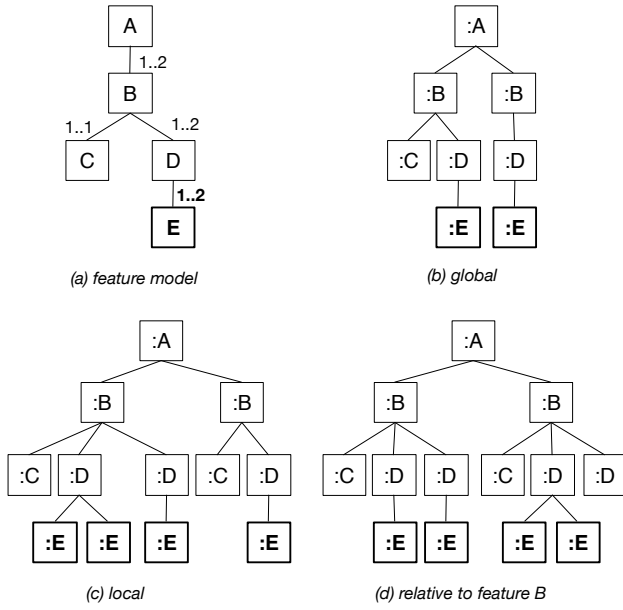 A
1..2
B
1..1
1..2
C
D
1..2
E
(a) feature model
:A
:B :B
:C :D :D
:E :E
(b) global
:A
:B :B
:C :D :D :C :D
:E :E :E :E
(c) local
:A
:B :B
:C :D :D :C :D :D
:E :E :E :E
(d) relative to feature B